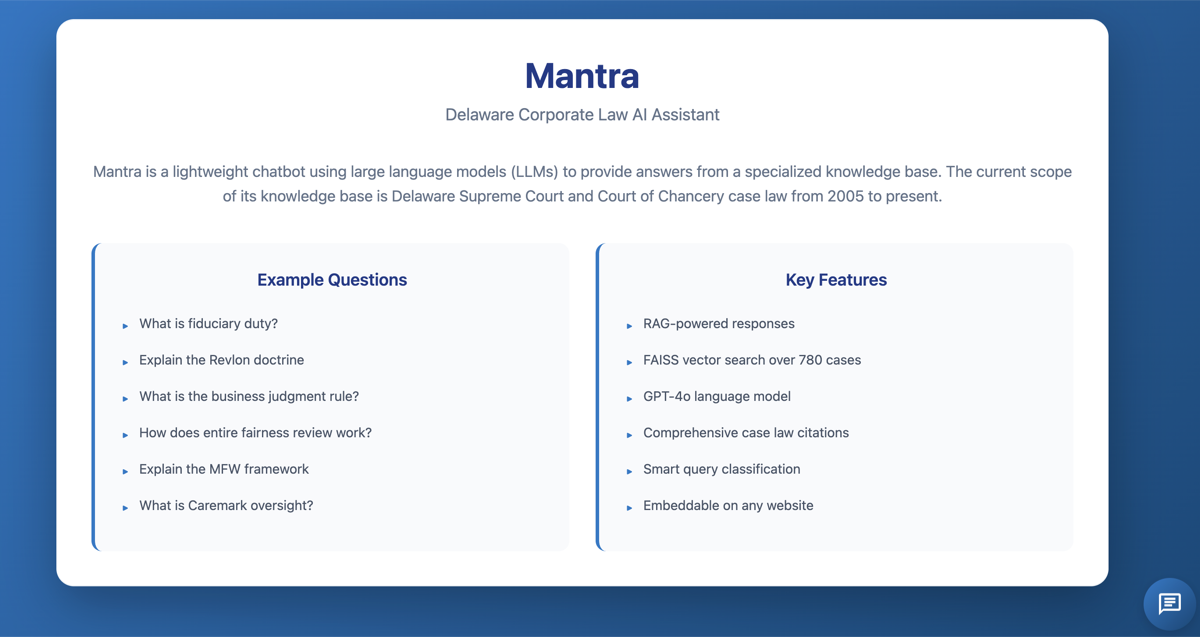 Mantra
Delaware Corporate Law AI Assistant
Mantra is a lightweight chatbot using large language models (LLMs) to provide answers from a specialized knowledge base. The current scope
of its knowledge base is Delaware Supreme Court and Court of Chancery case law from 2005 to present.
Example Questions
What is fiduciary duty?
Explain the Revlon doctrine
What is the business judgment rule?
How does entire fairness review work?
Explain the MFW framework
What is Caremark oversight?
Key Features
RAG-powered responses
FAISS vector search over 780 cases
GPT-4o language model
Comprehensive case law citations
Smart query classification
Embeddable on any website